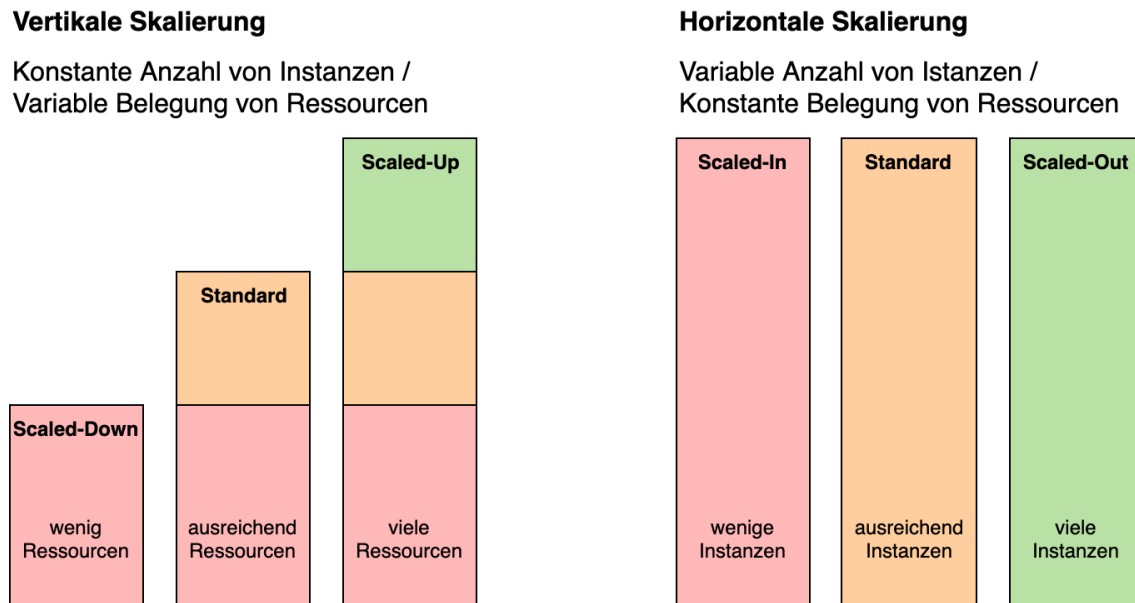 Vertikale Skalierung
Konstante Anzahl von Instanzen /
Variable Belegung von Ressourcen
Scaled-Up
Standard
Scaled-Down
wenig
Ressourcen
ausreichend
Ressourcen
viele
Ressourcen
Horizontale Skalierung
Variable Anzahl von Istanzen /
Konstante Belegung von Ressourcen
Scaled-In
Standard
Scaled-Out
wenige
Instanzen
ausreichend
Instanzen
viele
Instanzen